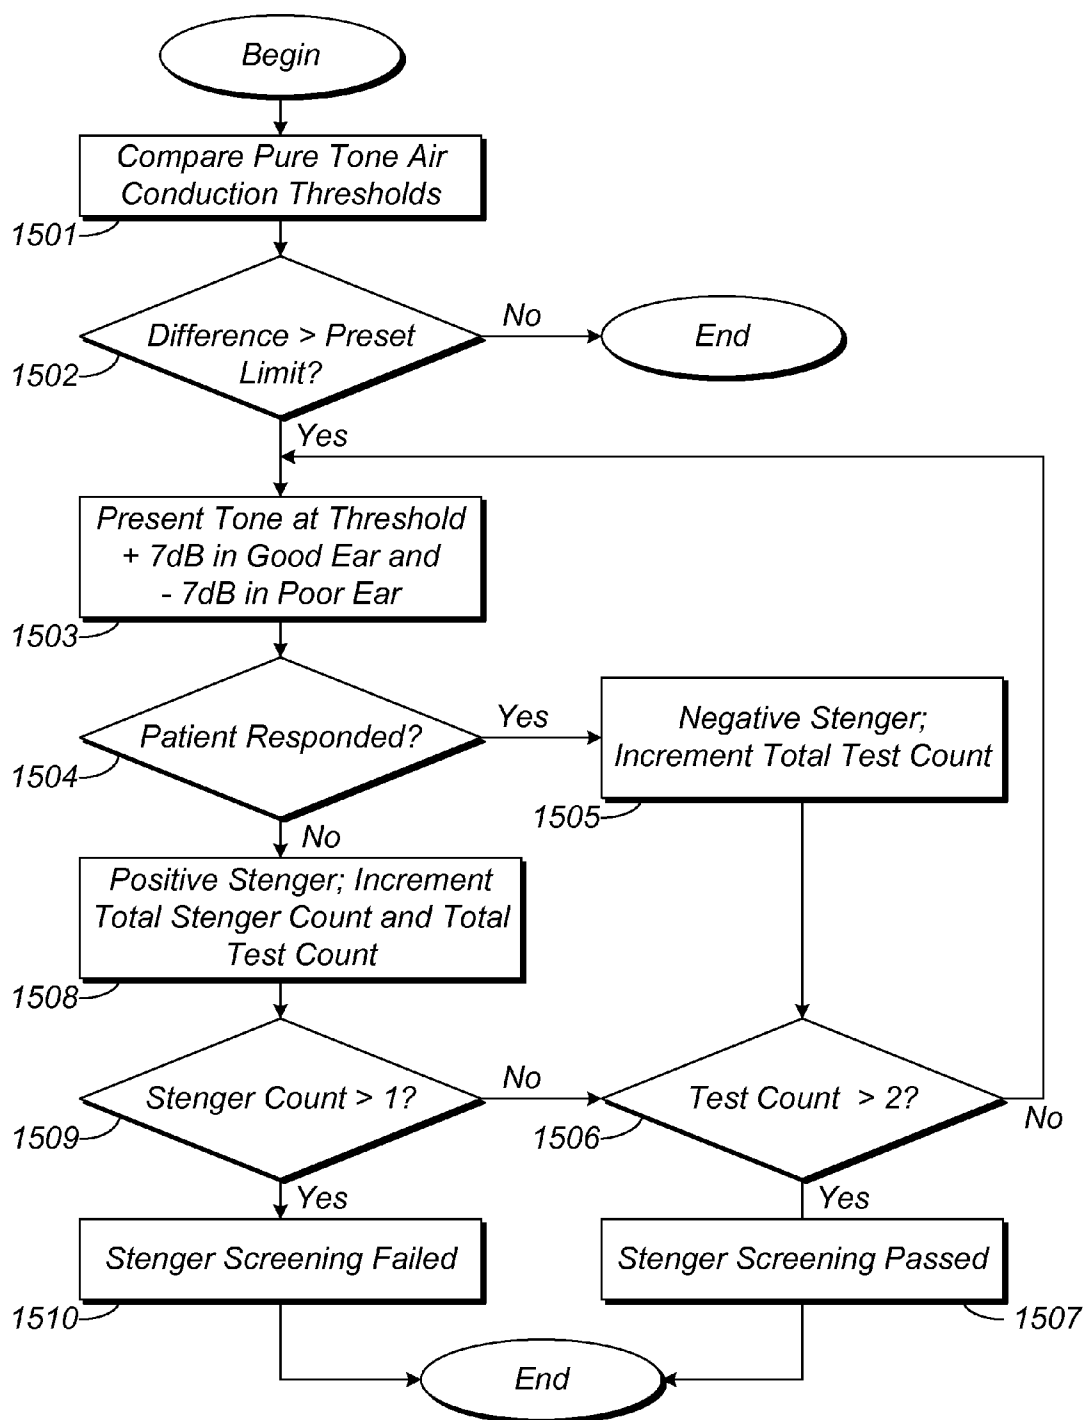 Begin
Compare Pure Tone Air
Conduction Thresholds
1501
Difference > Preset
Limit?
1502
No
End
Yes
Present Tone at Threshold
+ 7dB in Good Ear and
- 7dB in Poor Ear
1503
Patient Responded?
1504
Yes
Negative Stenger;
Increment Total Test Count
1505
No
Positive Stenger; Increment
Total Stenger Count and Total
Test Count
1508
Stenger Count > 1?
1509
No
Test Count > 2?
1506
No
Yes
Stenger Screening Failed
1510
Yes
Stenger Screening Passed
1507
End